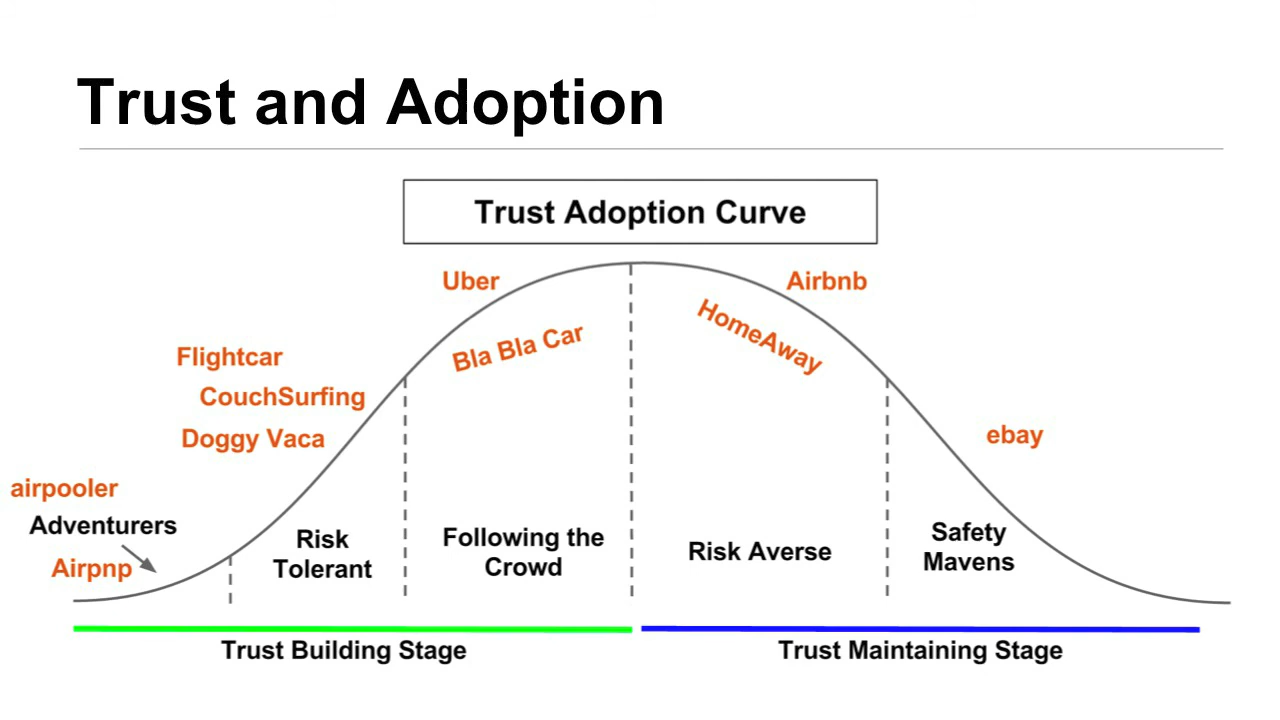 Trust and Adoption
Trust Adoption Curve
Uber
Airbnb
HomeAway
Bla Bla Car
Flightcar
CouchSurfing
Doggy Vaca
ebay
airpooler
Adventurers
Airpnp
Risk
Tolerant
Following the
Crowd
Risk Averse
Safety
Mavens
Trust Building Stage
Trust Maintaining Stage